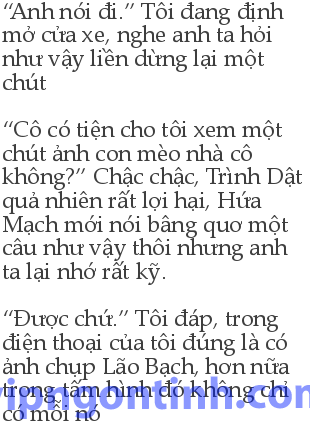 “Anh nói đi.” Tôi đang định
mở cửa xe, nghe anh ta hỏi
như vậy liền dừng lại một
chút
“Cô có tiện cho tôi xem một
chút ảnh con mèo nhà cô
không?” Chậc chậc, Trình Dật
quả nhiên rất lợi hại, Hứa
Mạch mới nói bâng quơ một
câu như vậy thôi nhưng anh
ta lại nhớ rất kỹ.
“Được chứ.” Tôi đáp, trong
điện thoại của tôi đúng là có
ảnh chụp Lão Bạch, hơn nữa
trong tấm hình đó không chỉ
có mỗi nó
vipngontinh.com